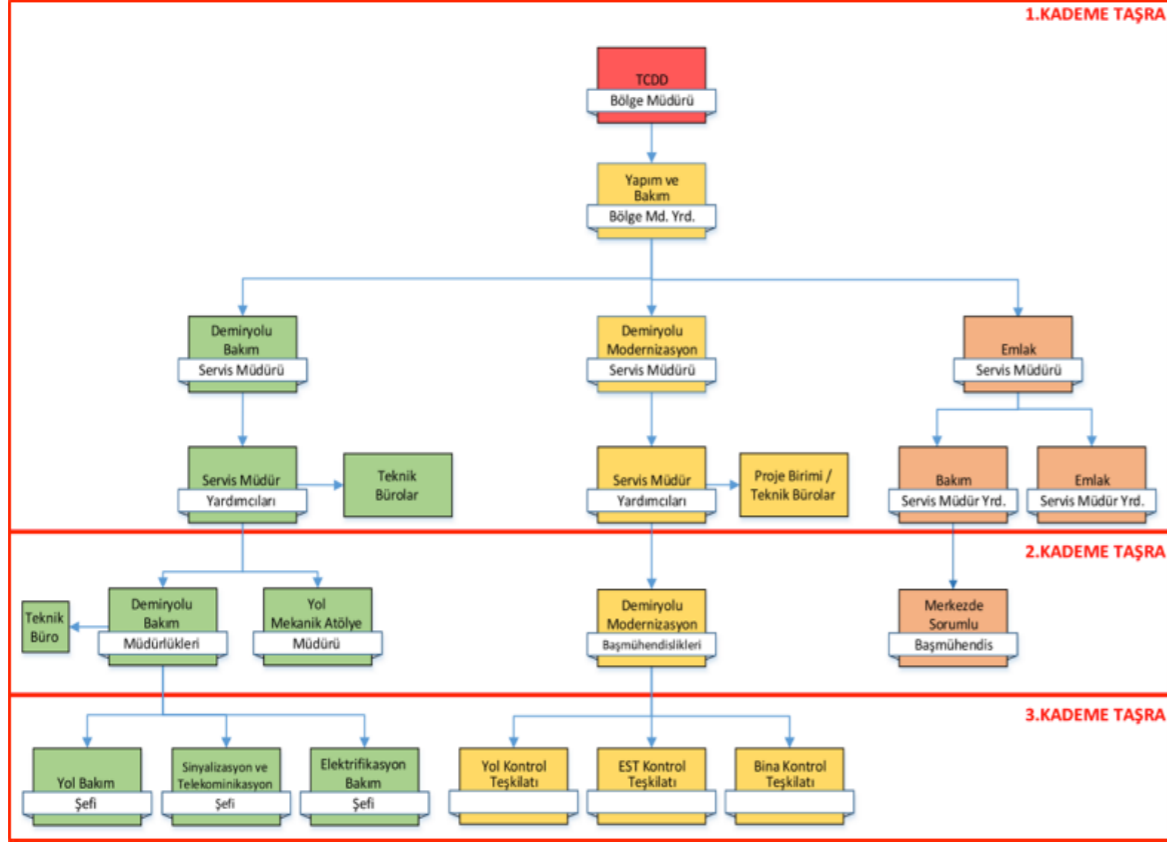 1.KADEME TAŞRA
TCDD
Bölge Müdürü
Yapım ve
Bakım
Bölge Md. Yrd.
Demiryolu
Bakım
Servis Müdürü
Demiryolu
Modernizasyon
Servis Müdürü
Emlak
Servis Müdürü
Servis Müdür
Yardımcıları
Teknik
Bürolar
Servis Müdür
Yardımcıları
Proje Birimi /
Teknik Bürolar
Bakım
Servis Müdür Yrd.
Emlak
Servis Müdür Yrd.
2.KADEME TAŞRA
Teknik
Büro
Demiryolu
Bakım
Müdürlükleri
Yol
Mekanik Atölye
Müdürü
Demiryolu
Modernizasyon
Başmühendislikleri
Merkezde
Sorumlu
Başmühendis
3.KADEME TAŞRA
Yol Bakım
Şefi
Sinyalizasyon ve
Telekominikasyon
Şefi
Elektrifikasyon
Bakım
Şefi
Yol Kontrol
Teşkilatı
EST Kontrol
Teşkilatı
Bina Kontrol
Teşkilatı